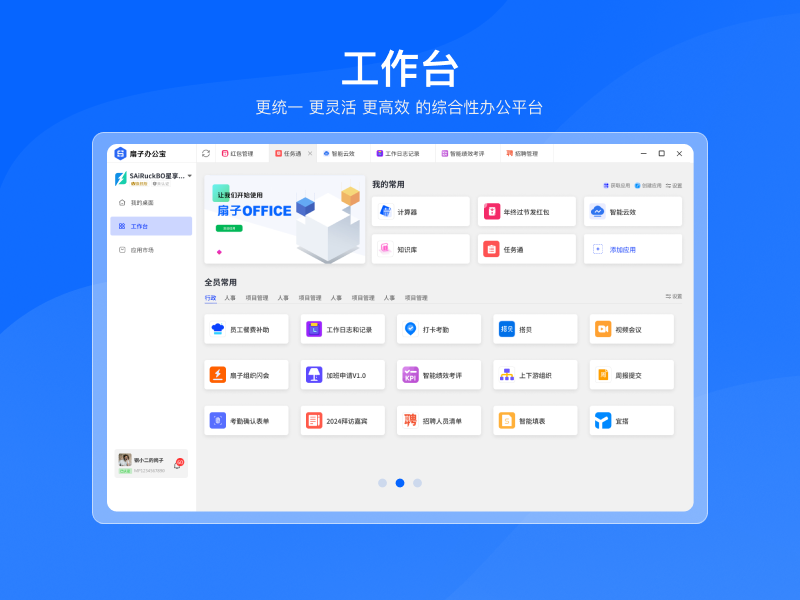 工作台
更统一 更灵活 更高效 的综合性办公平台
扇子办公宝
红包管理
任务通
智能云效
工作日志记录
智能绩效考评
招聘管理
SAiRuckBO星享...
我的桌面
工作台
应用市场
让我们开始使用
扇子OFFICE
我的常用
获取应用 创建应用 设置
计算器
年终过节发红包
智能云效
知识库
任务通
添加应用
全员常用
设置
行政 人事 项目管理 人事 项目管理 人事 项目管理 人事 项目管理
员工餐费补助
工作日志和记录
打卡考勤
搭贝 搭贝
视频会议
扇子组织闪会
加班申请V1.0
KPI 智能绩效考评
上下游组织
周报提交
考勤确认表单
2024拜访嘉宾
聘 招聘人员清单
智能填表
宜搭